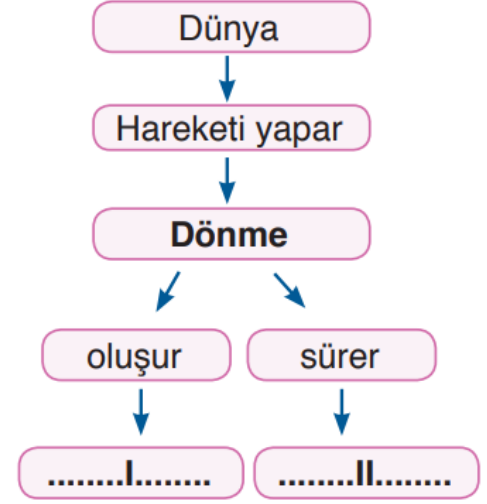 Dünya
Hareketi yapar
Dönme
oluşur
sürer
........I........
........II........